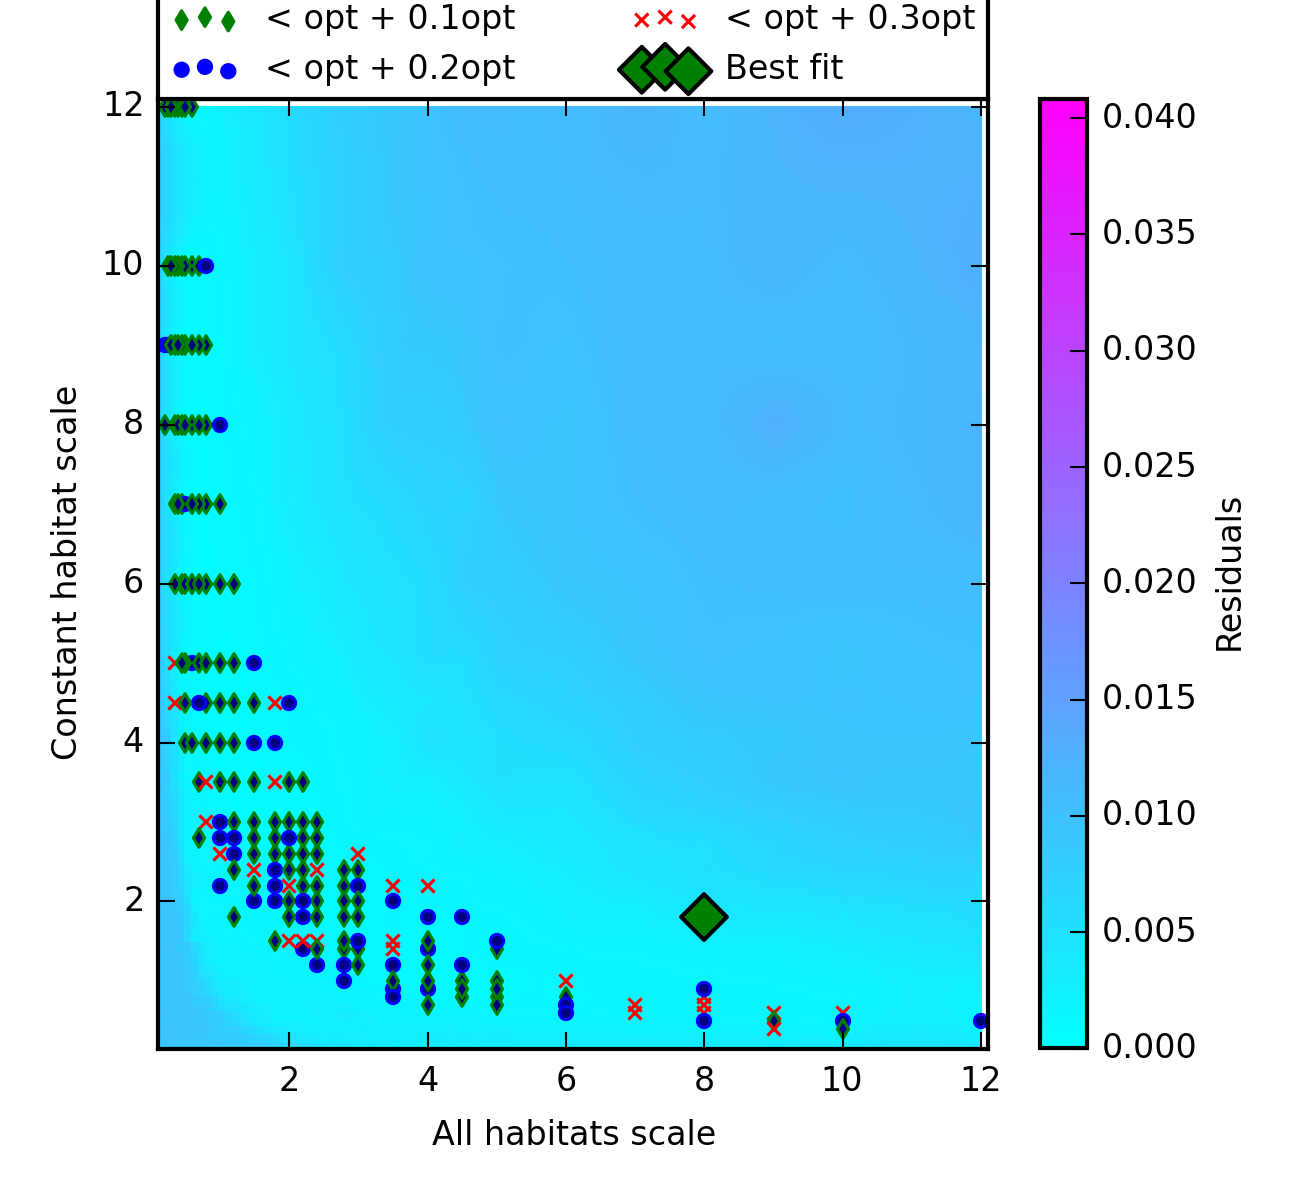 < opt + 0.1opt
< opt + 0.3opt
< opt + 0.2opt
Best fit
12
10
8
6
4
2
Constant habitat scale
2 4 6 8 10 12
All habitats scale
0.040
0.035
0.030
0.025
0.020
0.015
0.010
0.005
0.000
Residuals